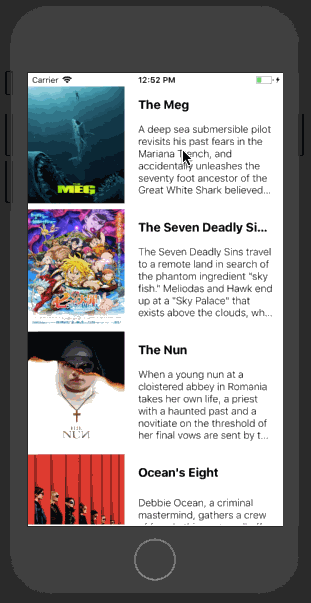 Carrier 12:52 PM
The Meg
A deep sea submersible pilot
revisits his past fears in the
Mariana Trench, and
accidentally unleashes the
seventy foot ancestor of the
Great White Shark believed...
MEG
The Seven Deadly Si...
The Seven Deadly Sins travel
to a remote land in search of
the phantom ingredient "sky
fish." Meliodas and Hawk end
up at a "Sky Palace" that
exists above the clouds, wh...
The Nun
When a young nun at a
cloistered abbey in Romania
takes her own life, a priest
with a haunted past and a
novitiate on the threshold of
her final vows are sent by t...
THE
NUN
Ocean's Eight
Debbie Ocean, a criminal
mastermind, gathers a crew